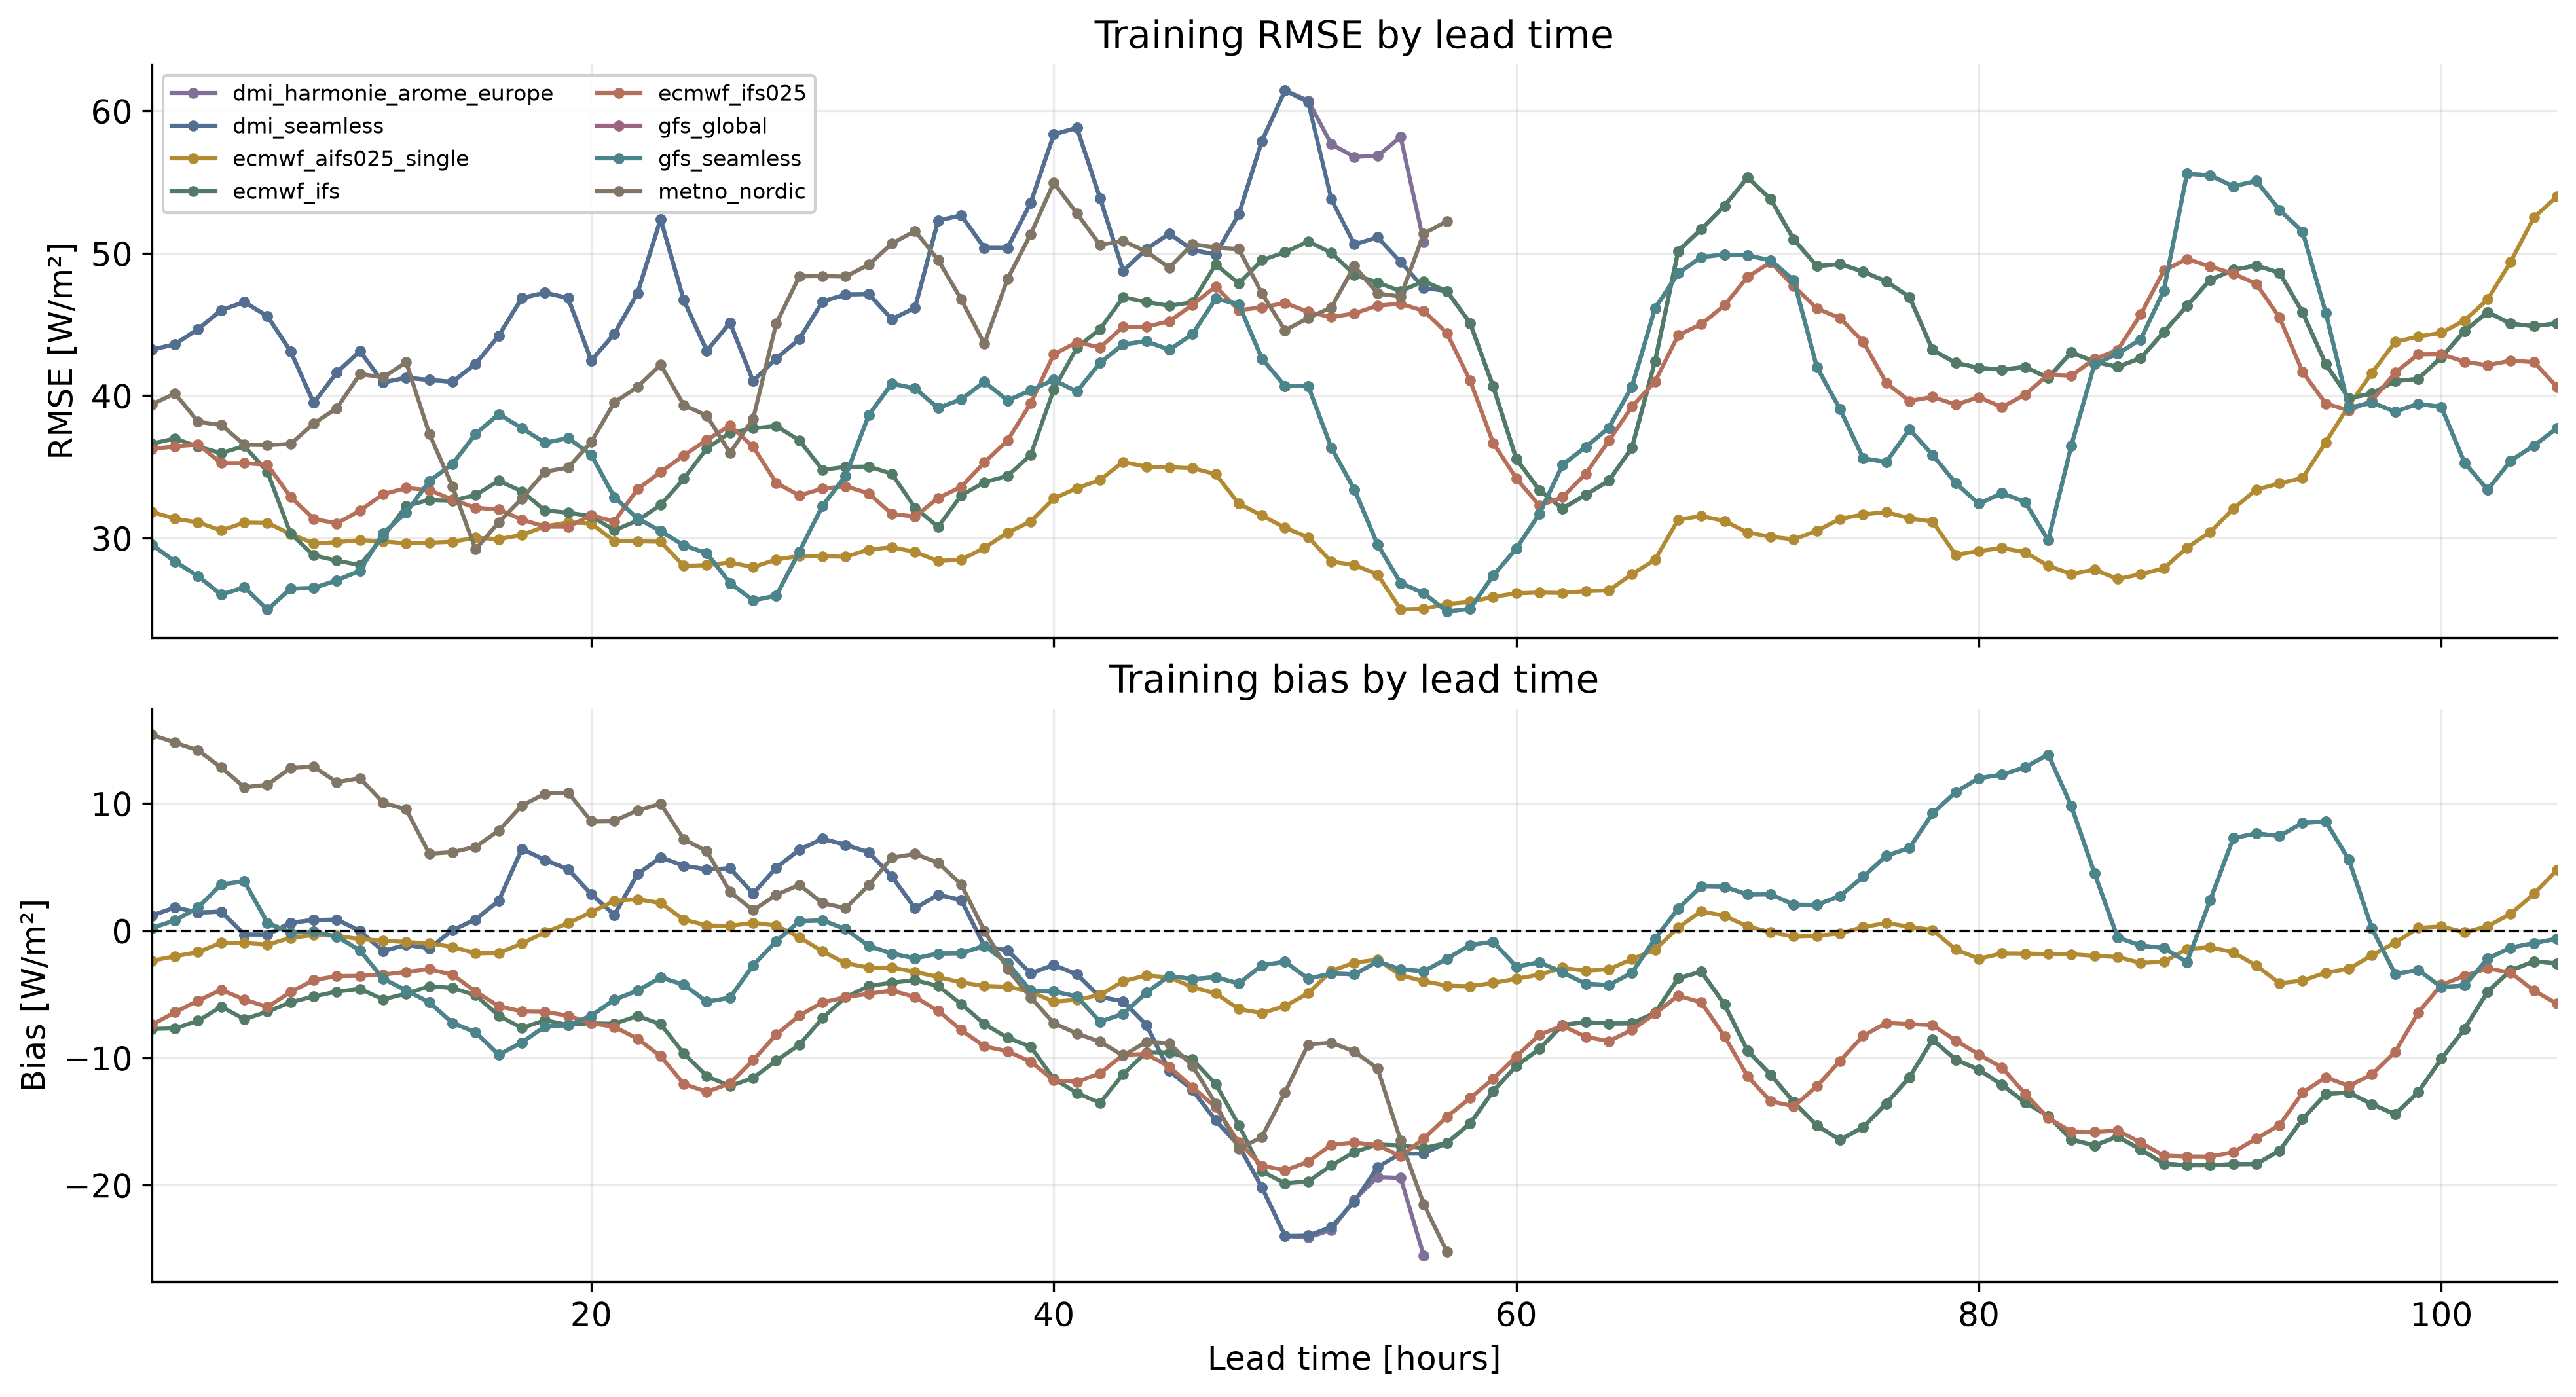 Training RMSE by lead time
RMSE [W/m²]
60
50
40
30
dmi_harmonie_arome_europe
dmi_seamless
ecmwf_aifs025_single
ecmwf_ifs
ecmwf_ifs025
gfs_global
gfs_seamless
metno_nordic
Training bias by lead time
Bias [W/m²]
10
0
−10
−20
20
40
60
80
100
Lead time [hours]